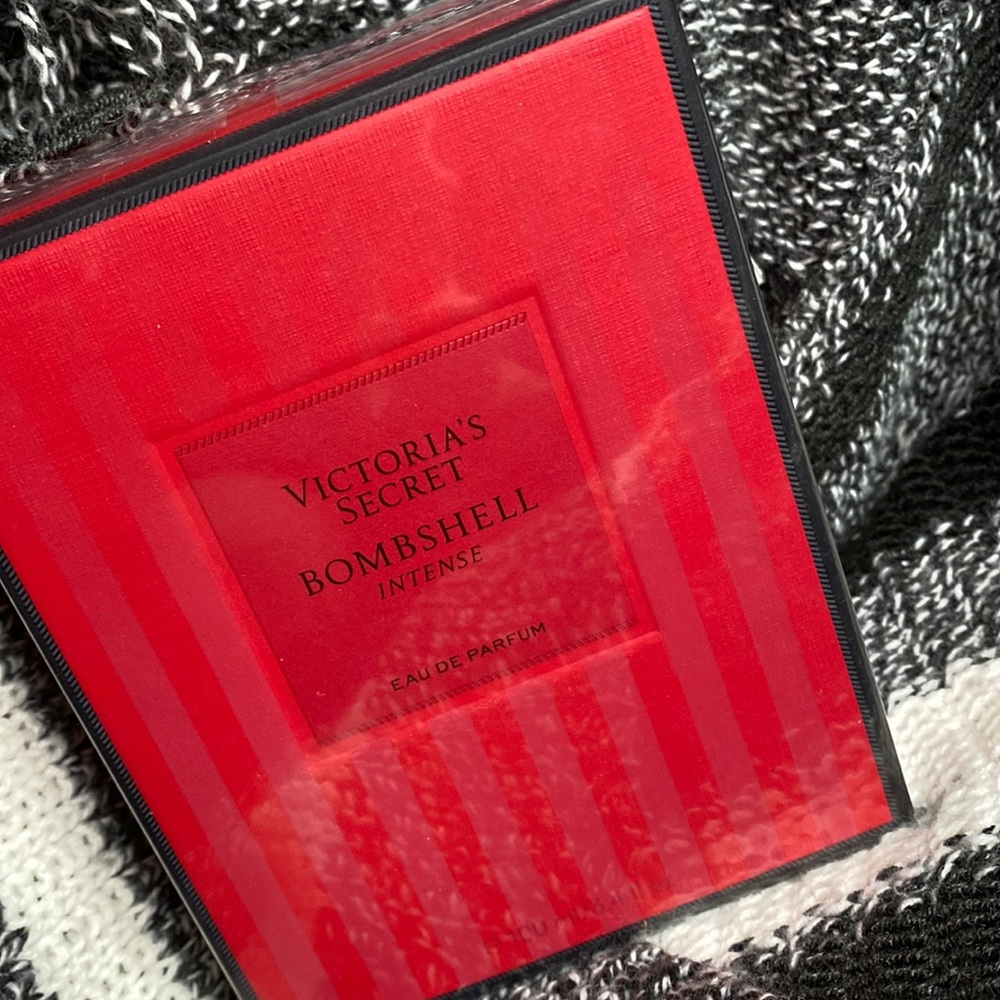 VICTORIA'S
SECRET
BOMBSHELL
INTENSE
EAU DE PARFUM